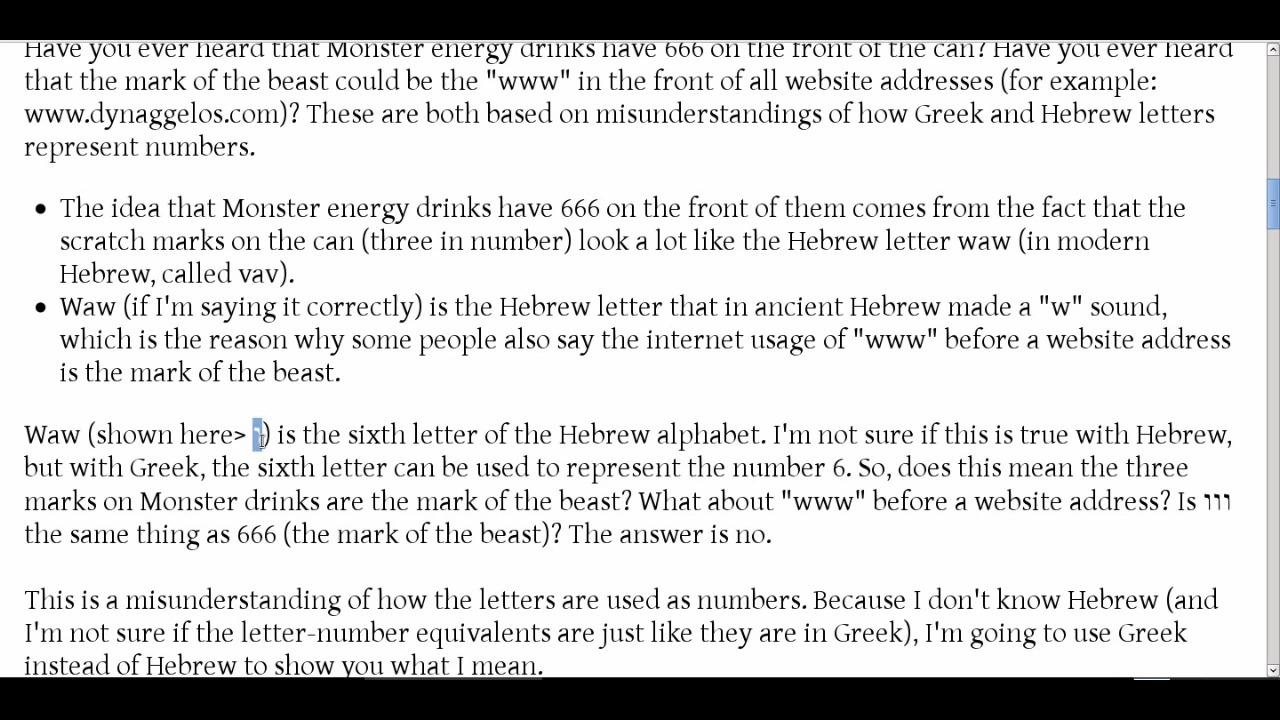 Have you ever heard that Monster energy drinks have 666 on the front of the can? Have you ever heard
that the mark of the beast could be the "www" in the front of all website addresses (for example:
www.dynaggelos.com)? These are both based on misunderstandings of how Greek and Hebrew letters
represent numbers.
• The idea that Monster energy drinks have 666 on the front of them comes from the fact that the
scratch marks on the can (three in number) look a lot like the Hebrew letter waw (in modern
Hebrew, called vav).
• Waw (if I'm saying it correctly) is the Hebrew letter that in ancient Hebrew made a "w" sound,
which is the reason why some people also say the internet usage of "www" before a website address
is the mark of the beast.
Waw (shown here> ו) is the sixth letter of the Hebrew alphabet. I'm not sure if this is true with Hebrew,
but with Greek, the sixth letter can be used to represent the number 6. So, does this mean the three
marks on Monster drinks are the mark of the beast? What about "www" before a website address? Is ווו
the same thing as 666 (the mark of the beast)? The answer is no.
This is a misunderstanding of how the letters are used as numbers. Because I don't know Hebrew (and
I'm not sure if the letter-number equivalents are just like they are in Greek), I'm going to use Greek
instead of Hebrew to show you what I mean.